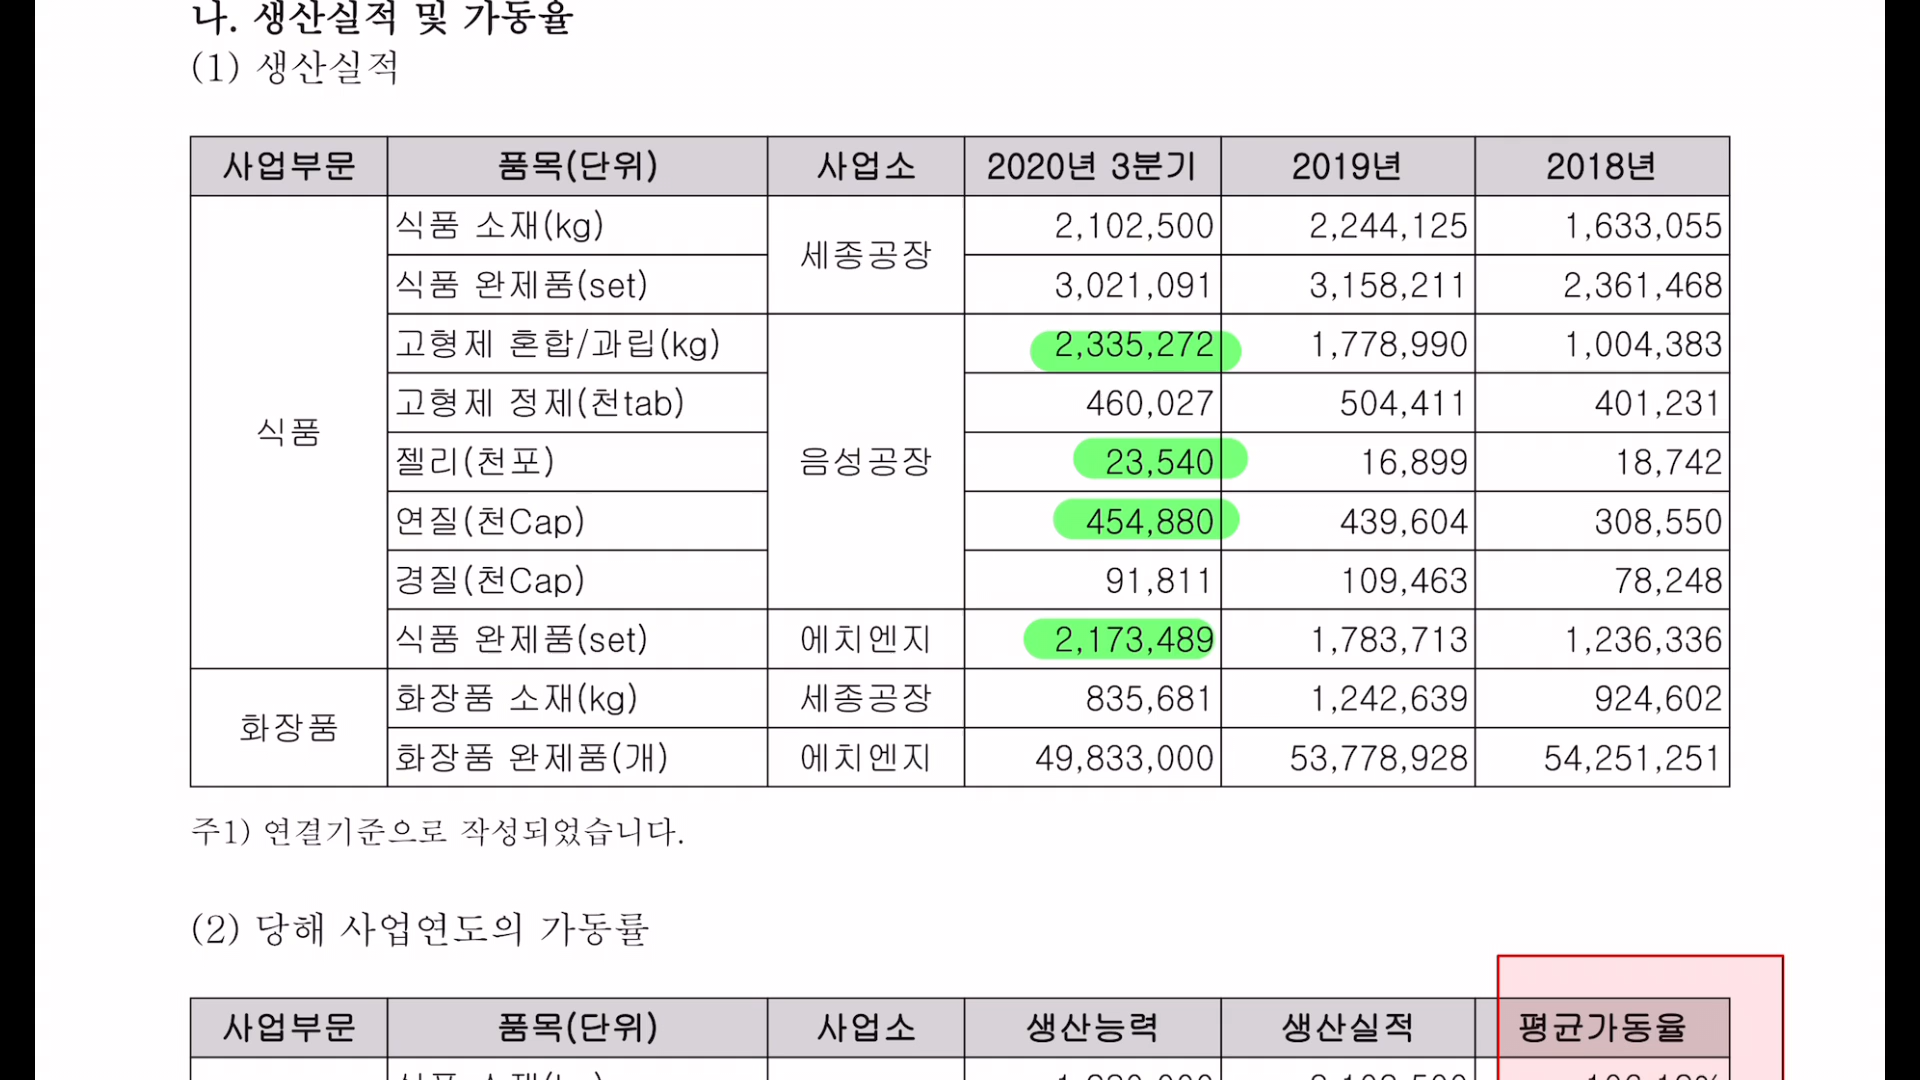 나. 생산실적 및 가동율
(1) 생산실적
사업부문 품목(단위) 사업소 2020년 3분기 2019년 2018년
식품 소재(kg) 세종공장 2,102,500 2,244,125 1,633,055
식품 완제품(set) 3,021,091 3,158,211 2,361,468
고형제 혼합/과립(kg) 2,335,272 1,778,990 1,004,383
고형제 정제(천tab) 460,027 504,411 401,231
식품 젤리(천포) 음성공장 23,540 16,899 18,742
연질(천Cap) 454,880 439,604 308,550
경질(천Cap) 91,811 109,463 78,248
식품 완제품(set) 에치엔지 2,173,489 1,783,713 1,236,336
화장품 화장품 소재(kg) 세종공장 835,681 1,242,639 924,602
화장품 완제품(개) 에치엔지 49,833,000 53,778,928 54,251,251
주1) 연결기준으로 작성되었습니다.
(2) 당해 사업연도의 가동률
사업부문 품목(단위) 사업소 생산능력 생산실적 평균가동율